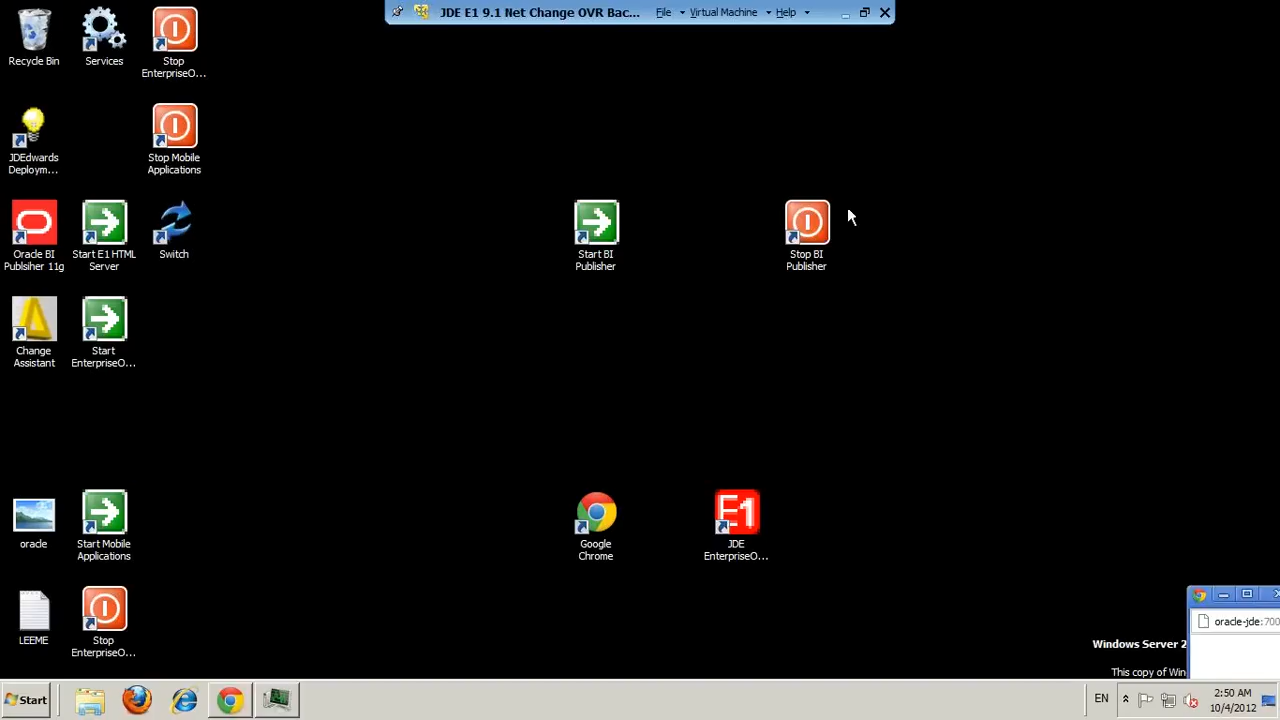 JDE E1 9.1 Net Change OVR Bac...
File
Virtual Machine
Help
Recycle Bin
Services
Stop
EnterpriseO...
JDEdwards
Deploym...
Stop Mobile
Applications
Oracle BI
Publsiher 11g
Start E1 HTML
Server
Switch
Start BI
Publisher
Stop BI
Publisher
Change
Assistant
Start
EnterpriseO...
oracle
Start Mobile
Applications
Google
Chrome
E1
JDE
EnterpriseO...
LEEME
Stop
EnterpriseO...
oracle-jde:700
Windows Server 2
This copy of Win
Start
EN
2:50 AM
10/4/2012